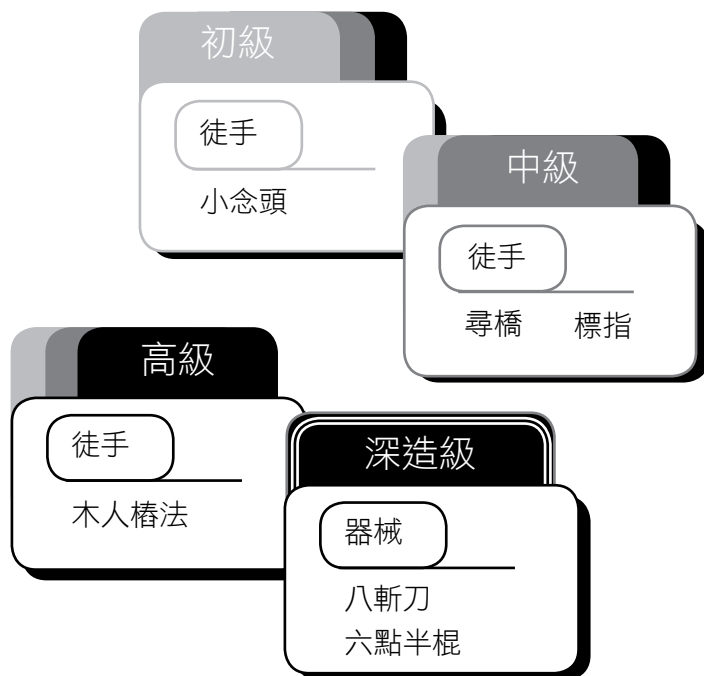 初級
徒手
小念頭
中級
徒手
尋橋 標指
高級
徒手
木人樁法
深造級
器械
八斬刀
六點半棍